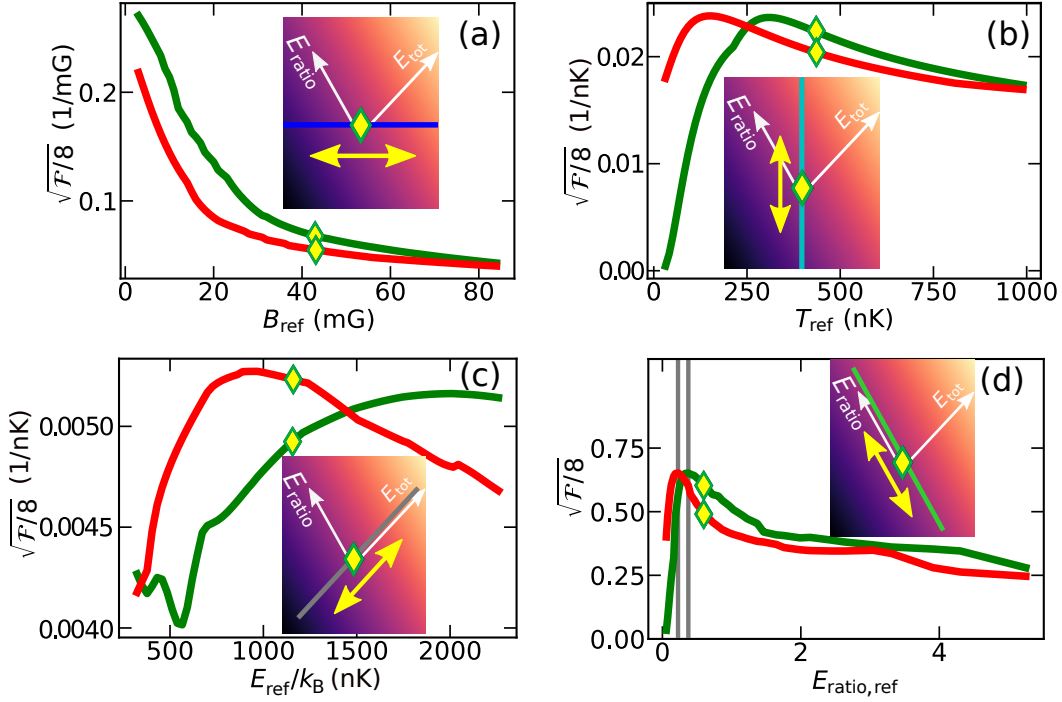 (a)
√F/8 (1/mG)
0.2
0.1
E_ratio
E_tot
0 20 40 60 80
B_ref (mG)
(b)
√F/8 (1/nK)
0.02
0.01
0.00
E_ratio
E_tot
0 250 500 750 1000
T_ref (nK)
(c)
√F/8 (1/nK)
0.0050
0.0045
0.0040
E_ratio
E_tot
500 1000 1500 2000
E_ref/k_B (nK)
(d)
√F/8
0.75
0.50
0.25
0.00
E_ratio
E_tot
0 2 4
E_ratio,ref